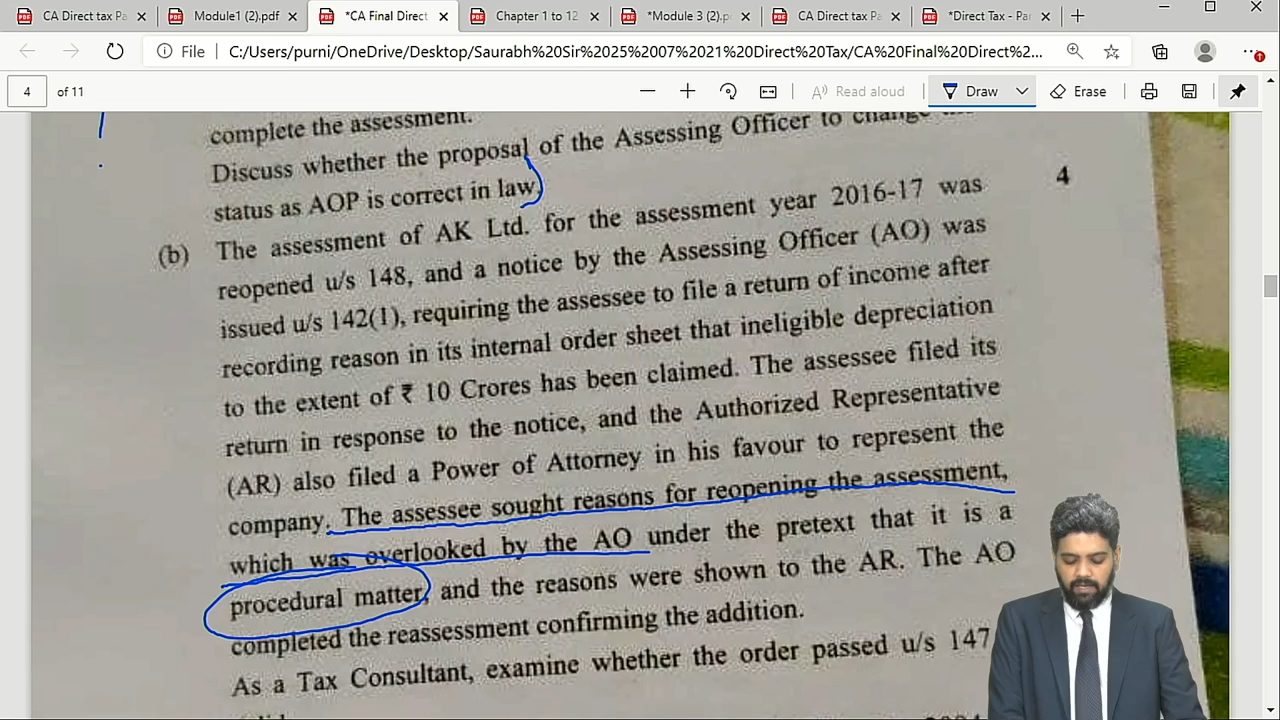 CA Direct tax Pa
Module1 (2).pdf
*CA Final Direct
Chapter 1 to 12
*Module 3 (2).p
CA Direct tax Pa
*Direct Tax - Par
File
C:/Users/purni/OneDrive/Desktop/Saurabh%20Sir%2025%2007%2021%20Direct%20Tax/CA%20Final%20Direct%2...
4 of 11
Read aloud
Draw
Erase
complete the assessment.
Discuss whether the proposal of the Assessing Officer to change
status as AOP is correct in law.
4
(b) The assessment of AK Ltd. for the assessment year 2016-17 was
reopened u/s 148, and a notice by the Assessing Officer (AO) was
issued u/s 142(1), requiring the assessee to file a return of income after
recording reason in its internal order sheet that ineligible depreciation
to the extent of ₹ 10 Crores has been claimed. The assessee filed its
return in response to the notice, and the Authorized Representative
(AR) also filed a Power of Attorney in his favour to represent the
company. The assessee sought reasons for reopening the assessment,
which was overlooked by the AO under the pretext that it is a
procedural matter, and the reasons were shown to the AR. The AO
completed the reassessment confirming the addition.
As a Tax Consultant, examine whether the order passed u/s 147